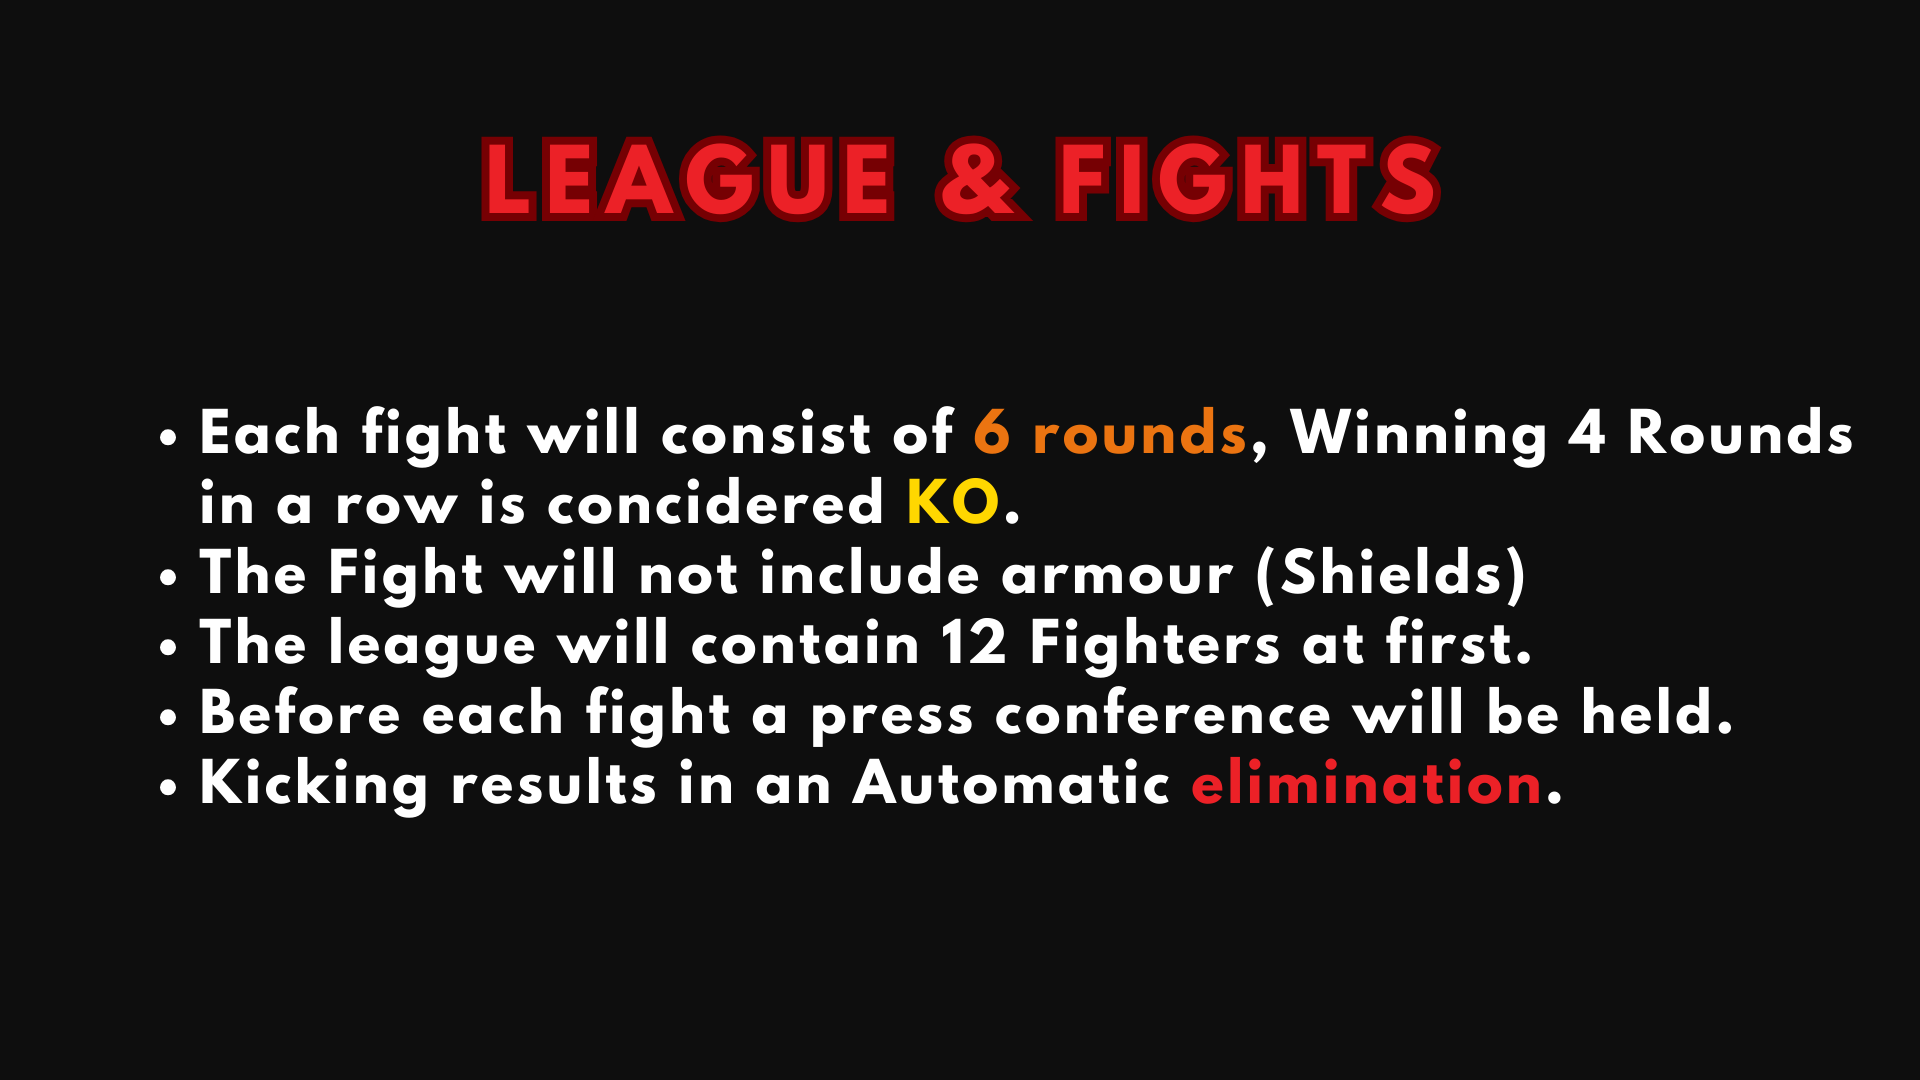 LEAGUE & FIGHTS
• Each fight will consist of 6 rounds, Winning 4 Rounds
in a row is concidered KO.
• The Fight will not include armour (Shields)
• The league will contain 12 Fighters at first.
• Before each fight a press conference will be held.
• Kicking results in an Automatic elimination.